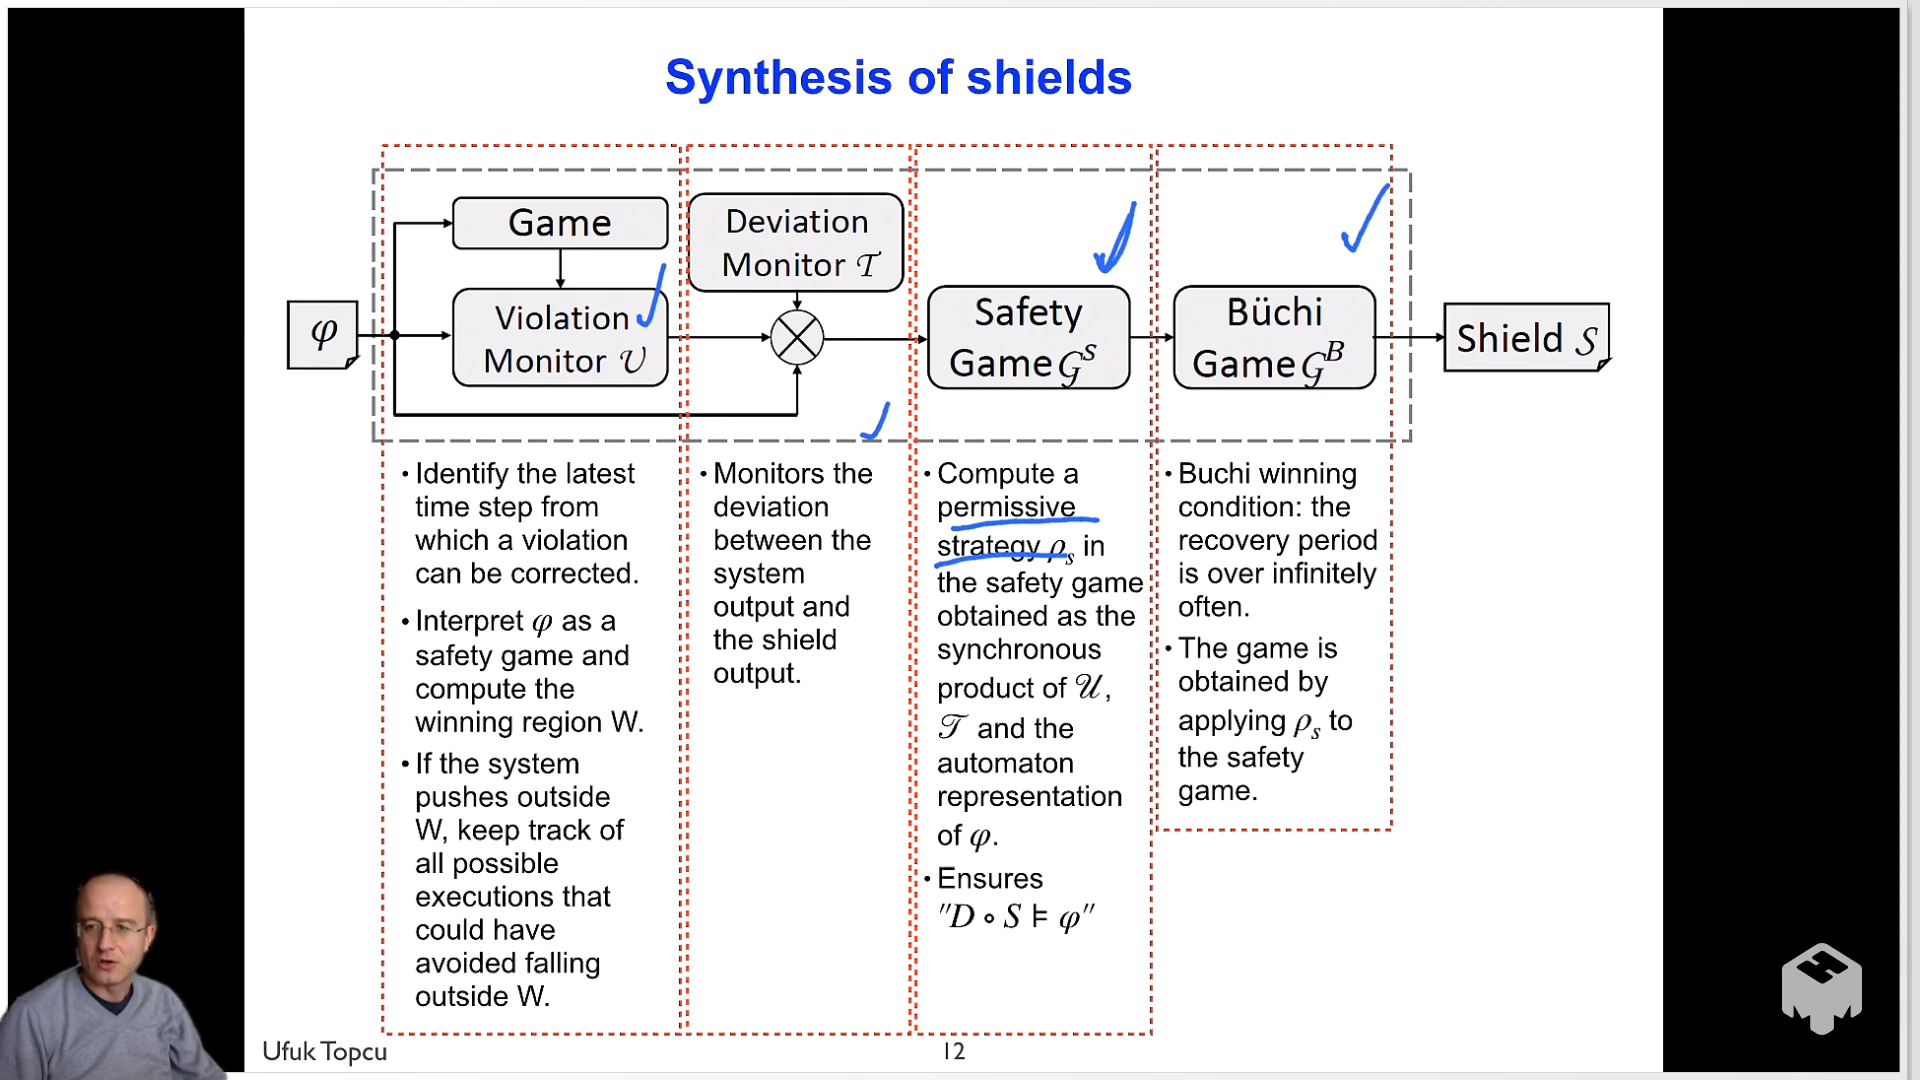 Synthesis of shields
φ
Game
Violation
Monitor 𝒰
Deviation
Monitor 𝒯
Safety
Game 𝒢ˢ
Büchi
Game 𝒢ᴮ
Shield 𝒮
• Identify the latest
time step from
which a violation
can be corrected.
• Interpret φ as a
safety game and
compute the
winning region W.
• If the system
pushes outside
W, keep track of
all possible
executions that
could have
avoided falling
outside W.
• Monitors the
deviation
between the
system
output and
the shield
output.
• Compute a
permissive
strategy ρₛ in
the safety game
obtained as the
synchronous
product of 𝒰,
𝒯 and the
automaton
representation
of φ.
• Ensures
"D ∘ S ⊨ φ"
• Buchi winning
condition: the
recovery period
is over infinitely
often.
• The game is
obtained by
applying ρₛ to
the safety
game.
Ufuk Topcu
12